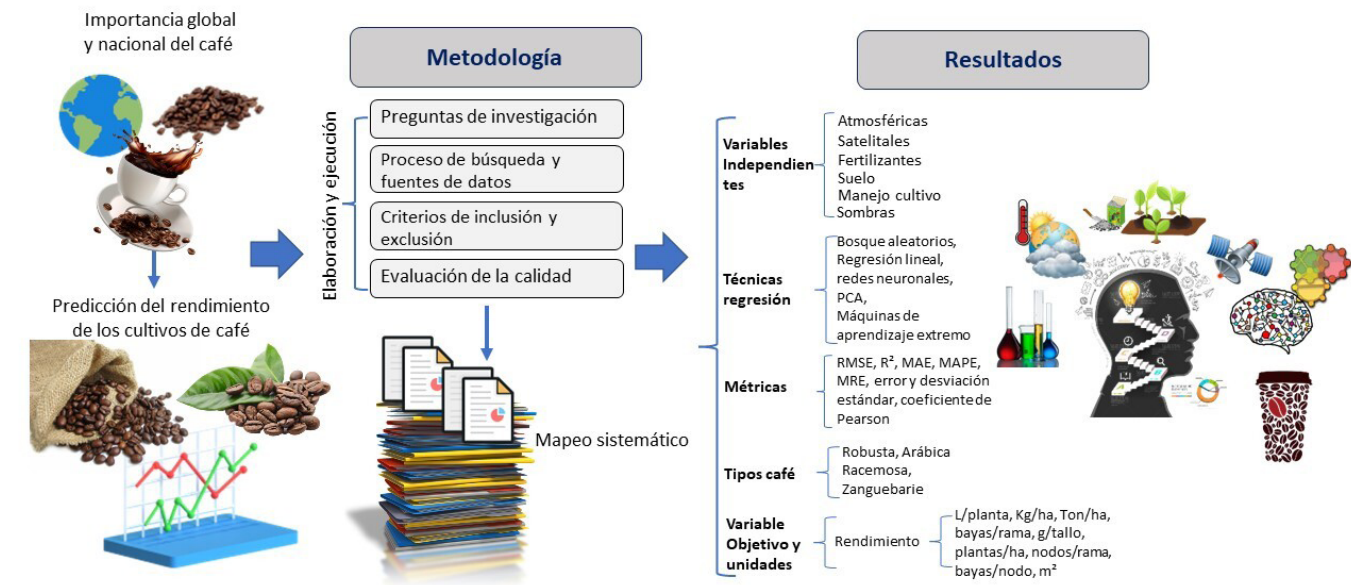 Importancia global
y nacional del café
Predicción del rendimiento
de los cultivos de café
Metodología
Elaboración y ejecución
Preguntas de investigación
Proceso de búsqueda y
fuentes de datos
Criterios de inclusión y
exclusión
Evaluación de la calidad
Mapeo sistemático
Resultados
Variables
Independien
tes
Atmosféricas
Satelitales
Fertilizantes
Suelo
Manejo cultivo
Sombras
Técnicas
regresión
Bosque aleatorios,
Regresión lineal,
redes neuronales,
PCA,
Máquinas de
aprendizaje extremo
Métricas
RMSE, R², MAE, MAPE,
MRE, error y desviación
estándar, coeficiente de
Pearson
Tipos café
Robusta, Arábica
Racemosa,
Zanguebarie
Variable
Objetivo y
unidades
Rendimiento
L/planta, Kg/ha, Ton/ha,
bayas/rama, g/tallo,
plantas/ha, nodos/rama,
bayas/nodo, m²